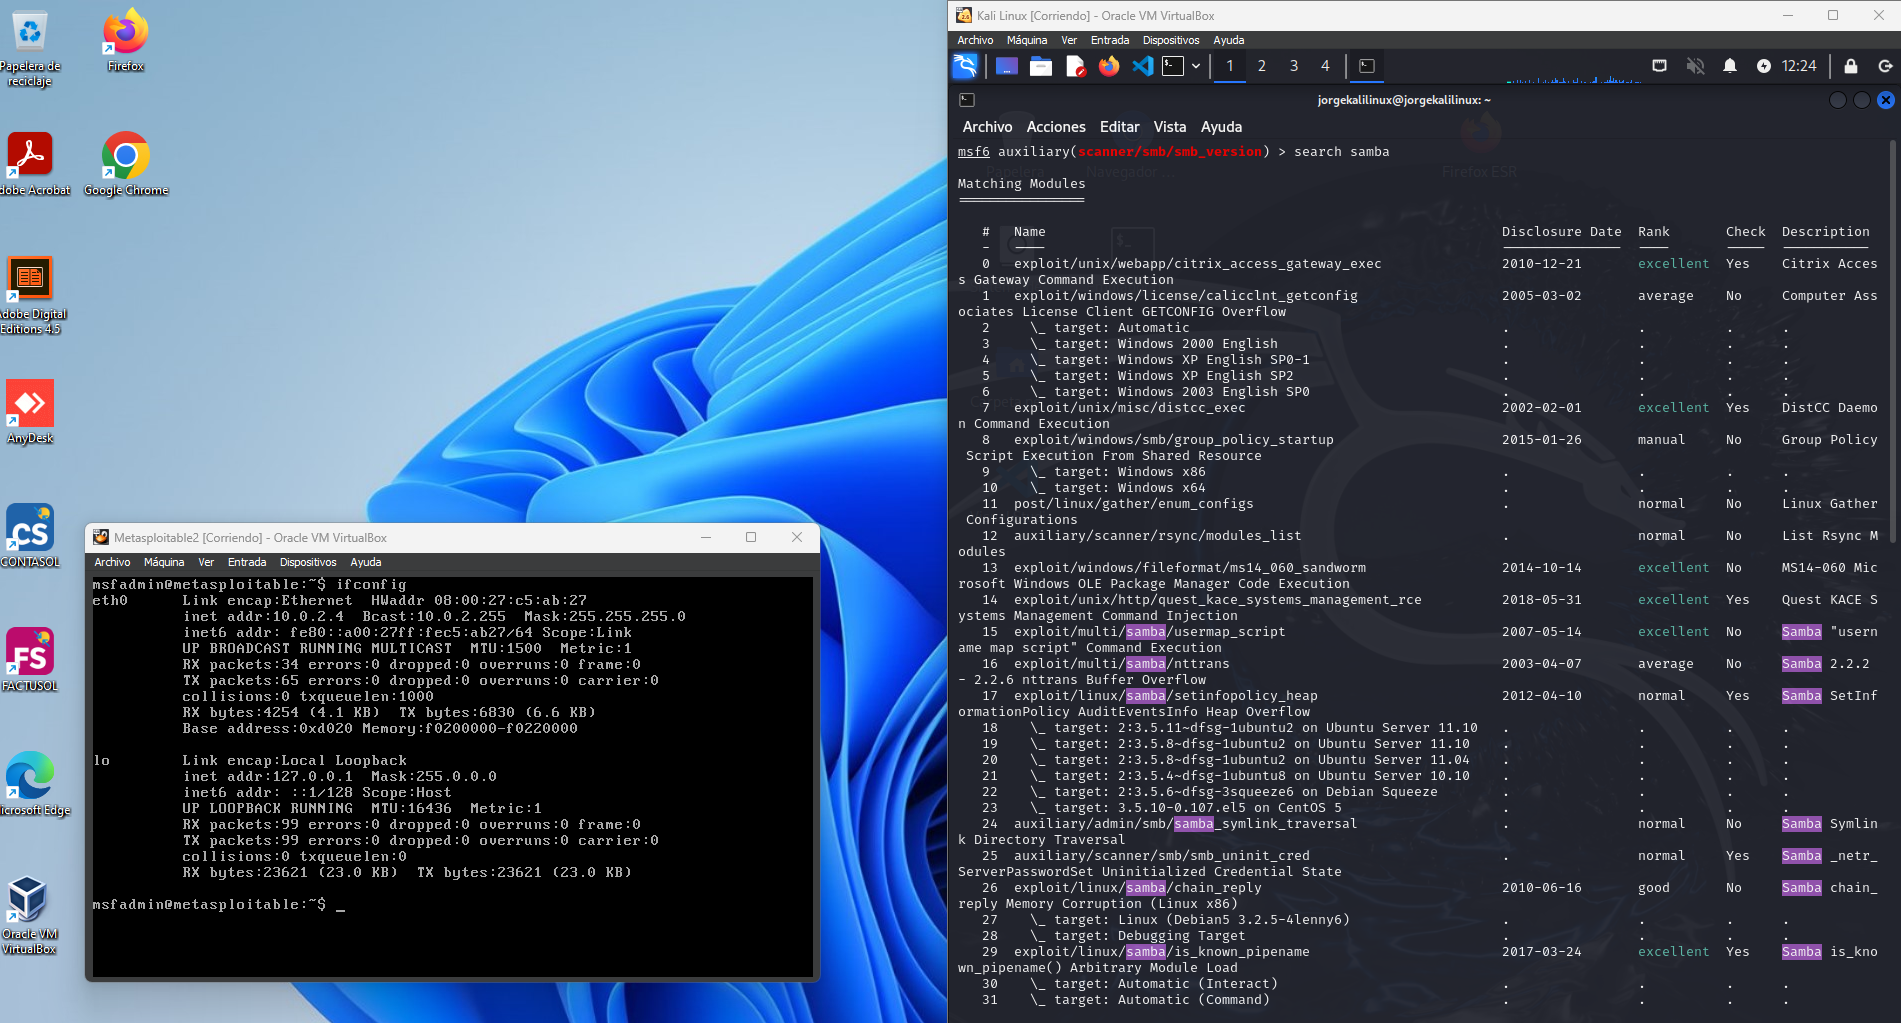 Papelera de
reciclaje
Firefox
Adobe Acrobat
Google Chrome
Adobe Digital
Editions 4.5
AnyDesk
CONTASOL
FACTUSOL
Microsoft Edge
Oracle VM
VirtualBox
Metasploitable2 [Corriendo] - Oracle VM VirtualBox
Archivo Máquina Ver Entrada Dispositivos Ayuda
msfadmin@metasploitable:~$ ifconfig
eth0 Link encap:Ethernet HWaddr 08:00:27:c5:ab:27
inet addr:10.0.2.4 Bcast:10.0.2.255 Mask:255.255.255.0
inet6 addr: fe80::a00:27ff:fec5:ab27/64 Scope:Link
UP BROADCAST RUNNING MULTICAST MTU:1500 Metric:1
RX packets:34 errors:0 dropped:0 overruns:0 frame:0
TX packets:65 errors:0 dropped:0 overruns:0 carrier:0
collisions:0 txqueuelen:1000
RX bytes:4254 (4.1 KB) TX bytes:6830 (6.6 KB)
Base address:0xd020 Memory:f0200000-f0220000
lo Link encap:Local Loopback
inet addr:127.0.0.1 Mask:255.0.0.0
inet6 addr: ::1/128 Scope:Host
UP LOOPBACK RUNNING MTU:16436 Metric:1
RX packets:99 errors:0 dropped:0 overruns:0 frame:0
TX packets:99 errors:0 dropped:0 overruns:0 carrier:0
collisions:0 txqueuelen:0
RX bytes:23621 (23.0 KB) TX bytes:23621 (23.0 KB)
msfadmin@metasploitable:~$ _
Kali Linux [Corriendo] - Oracle VM VirtualBox
Archivo Máquina Ver Entrada Dispositivos Ayuda
1 2 3 4 12:24
jorgekalilinux@jorgekalilinux: ~
Archivo Acciones Editar Vista Ayuda
msf6 auxiliary(scanner/smb/smb_version) > search samba
Papelera Navegador Firefox ESR
Matching Modules
================
# Name Disclosure Date Rank Check Description
- ---- --------------- ---- ----- -----------
0 exploit/unix/webapp/citrix_access_gateway_exec 2010-12-21 excellent Yes Citrix Acces
s Gateway Command Execution
1 exploit/windows/license/calicclnt_getconfig 2005-03-02 average No Computer Ass
ociates License Client GETCONFIG Overflow
2 \_ target: Automatic . . . .
3 \_ target: Windows 2000 English . . . .
4 \_ target: Windows XP English SP0-1 . . . .
5 \_ target: Windows XP English SP2 . . . .
6 \_ target: Windows 2003 English SP0 . . . .
7 exploit/unix/misc/distcc_exec 2002-02-01 excellent Yes DistCC Daemo
n Command Execution
8 exploit/windows/smb/group_policy_startup 2015-01-26 manual No Group Policy
Script Execution From Shared Resource
9 \_ target: Windows x86 . . . .
10 \_ target: Windows x64 . . . .
11 post/linux/gather/enum_configs . normal No Linux Gather
Configurations
12 auxiliary/scanner/rsync/modules_list . normal No List Rsync M
odules
13 exploit/windows/fileformat/ms14_060_sandworm 2014-10-14 excellent No MS14-060 Mic
rosoft Windows OLE Package Manager Code Execution
14 exploit/unix/http/quest_kace_systems_management_rce 2018-05-31 excellent Yes Quest KACE S
ystems Management Command Injection
15 exploit/multi/samba/usermap_script 2007-05-14 excellent No Samba "usern
ame map script" Command Execution
16 exploit/multi/samba/nttrans 2003-04-07 average No Samba 2.2.2
- 2.2.6 nttrans Buffer Overflow
17 exploit/linux/samba/setinfopolicy_heap 2012-04-10 normal Yes Samba SetInf
ormationPolicy AuditEventsInfo Heap Overflow
18 \_ target: 2:3.5.11~dfsg-1ubuntu2 on Ubuntu Server 11.10 . . . .
19 \_ target: 2:3.5.8~dfsg-1ubuntu2 on Ubuntu Server 11.10 . . . .
20 \_ target: 2:3.5.8~dfsg-1ubuntu2 on Ubuntu Server 11.04 . . . .
21 \_ target: 2:3.5.4~dfsg-1ubuntu8 on Ubuntu Server 10.10 . . . .
22 \_ target: 2:3.5.6~dfsg-3squeeze6 on Debian Squeeze . . . .
23 \_ target: 3.5.10-0.107.el5 on CentOS 5 . . . .
24 auxiliary/admin/smb/samba_symlink_traversal . normal No Samba Symlin
k Directory Traversal
25 auxiliary/scanner/smb/smb_uninit_cred . normal Yes Samba _netr_
ServerPasswordSet Uninitialized Credential State
26 exploit/linux/samba/chain_reply 2010-06-16 good No Samba chain_
reply Memory Corruption (Linux x86)
27 \_ target: Linux (Debian5 3.2.5-4lenny6) . . . .
28 \_ target: Debugging Target . . . .
29 exploit/linux/samba/is_known_pipename 2017-03-24 excellent Yes Samba is_kno
wn_pipename() Arbitrary Module Load
30 \_ target: Automatic (Interact) . . . .
31 \_ target: Automatic (Command) . . . .